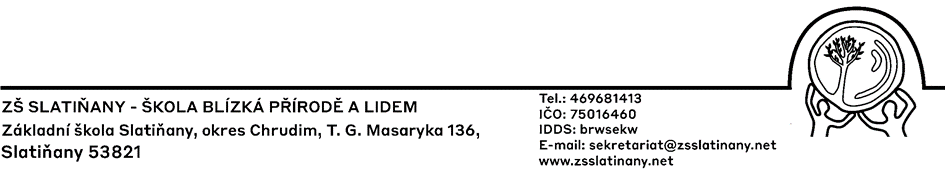 ZŠ SLATIŇANY - ŠKOLA BLÍZKÁ PŘÍRODĚ A LIDEM
Základní škola Slatiňany, okres Chrudim, T. G. Masaryka 136,
Slatiňany 53821
Tel.: 469681413
IČO: 75016460
IDDS: brwsekw
E-mail: sekretariat@zsslatinany.net
www.zsslatinany.net